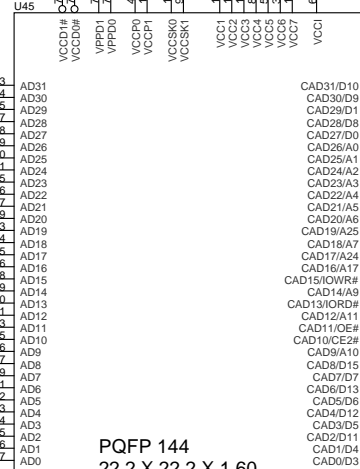 U45
VCCD1#
VCCD0#
VPPD1
VPPD0
VCCP0
VCCP1
VCCSK0
VCCSK1
VCC1
VCC2
VCC3
VCC4
VCC5
VCC6
VCC7
VCCI
AD31 CAD31/D10
AD30 CAD30/D9
AD29 CAD29/D1
AD28 CAD28/D8
AD27 CAD27/D0
AD26 CAD26/A0
AD25 CAD25/A1
AD24 CAD24/A2
AD23 CAD23/A3
AD22 CAD22/A4
AD21 CAD21/A5
AD20 CAD20/A6
AD19 CAD19/A25
AD18 CAD18/A7
AD17 CAD17/A24
AD16 CAD16/A17
AD15 CAD15/IOWR#
AD14 CAD14/A9
AD13 CAD13/IORD#
AD12 CAD12/A11
AD11 CAD11/OE#
AD10 CAD10/CE2#
AD9 CAD9/A10
AD8 CAD8/D15
AD7 CAD7/D7
AD6 CAD6/D13
AD5 CAD5/D6
AD4 CAD4/D12
AD3 CAD3/D5
AD2 CAD2/D11
AD1 CAD1/D4
AD0 CAD0/D3
PQFP 144
22.2 X 22.2 X 1.60